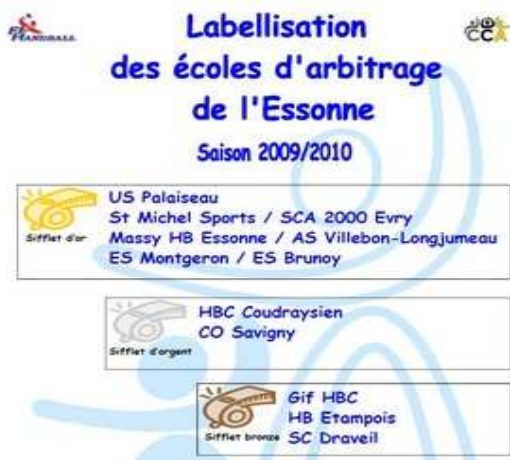 HANDBALL
CCA
Labellisation
des écoles d'arbitrage
de l'Essonne
Saison 2009/2010
Sifflet d'or
US Palaiseau
St Michel Sports / SCA 2000 Evry
Massy HB Essonne / AS Villebon-Longjumeau
ES Montgeron / ES Brunoy
Sifflet d'argent
HBC Coudraysien
CO Savigny
Sifflet bronze
Gif HBC
HB Etampois
SC Draveil